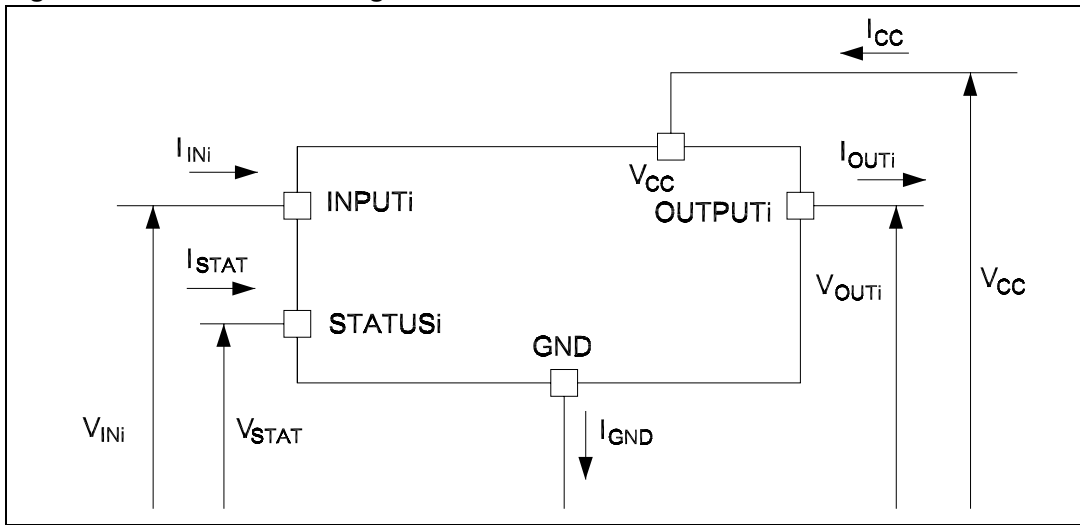 I_CC
I_INi
V_CC
I_OUTi
INPUTi
OUTPUTi
I_STAT
V_OUTi
V_CC
STATUSi
GND
V_INi
V_STAT
I_GND